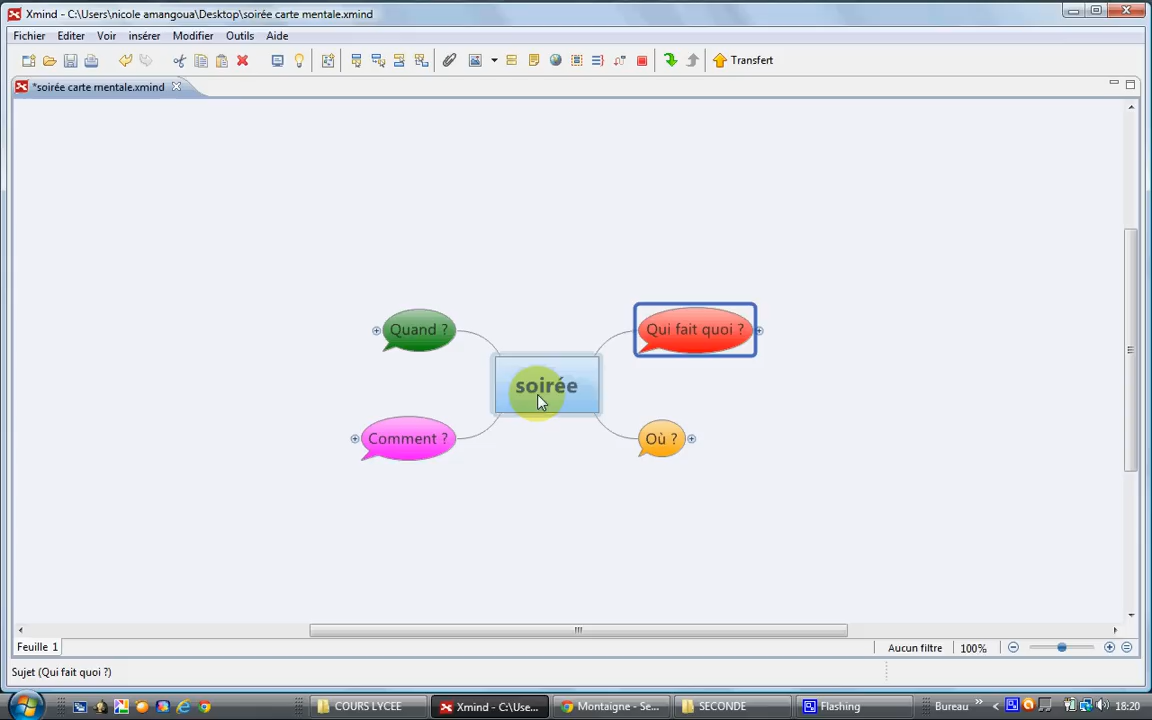 Xmind - C:\Users\nicole amangoua\Desktop\soirée carte mentale.xmind
Fichier Editer Voir insérer Modifier Outils Aide
Transfert
*soirée carte mentale.xmind
Quand ?
Qui fait quoi ?
soirée
Comment ?
Où ?
Feuille 1
Aucun filtre 100%
Sujet (Qui fait quoi ?)
COURS LYCEE
Xmind - C:\Use...
Montaigne - Se...
SECONDE
Flashing
Bureau
18:20